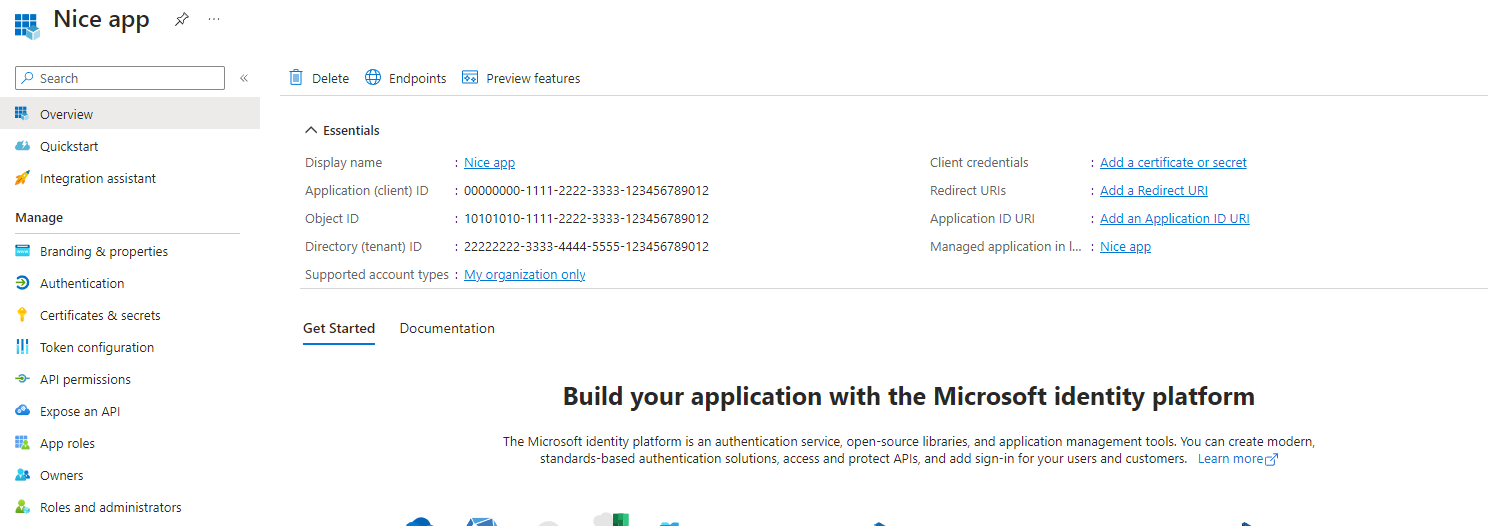 Nice app
Search
Overview
Quickstart
Integration assistant
Manage
Branding & properties
Authentication
Certificates & secrets
Token configuration
API permissions
Expose an API
App roles
Owners
Roles and administrators
Delete Endpoints Preview features
Essentials
Display name : Nice app
Application (client) ID : 00000000-1111-2222-3333-123456789012
Object ID : 10101010-1111-2222-3333-123456789012
Directory (tenant) ID : 22222222-3333-4444-5555-123456789012
Supported account types : My organization only
Client credentials : Add a certificate or secret
Redirect URIs : Add a Redirect URI
Application ID URI : Add an Application ID URI
Managed application in l... : Nice app
Get Started Documentation
Build your application with the Microsoft identity platform
The Microsoft identity platform is an authentication service, open-source libraries, and application management tools. You can create modern,
standards-based authentication solutions, access and protect APIs, and add sign-in for your users and customers. Learn more